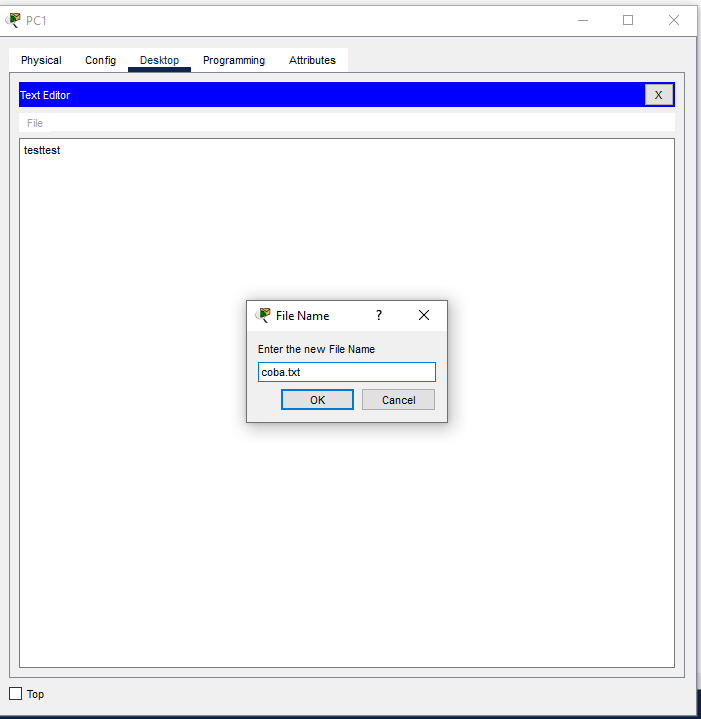 PC1
Physical Config Desktop Programming Attributes
Text Editor X
File
testtest
File Name ?
Enter the new File Name
coba.txt
OK Cancel
Top